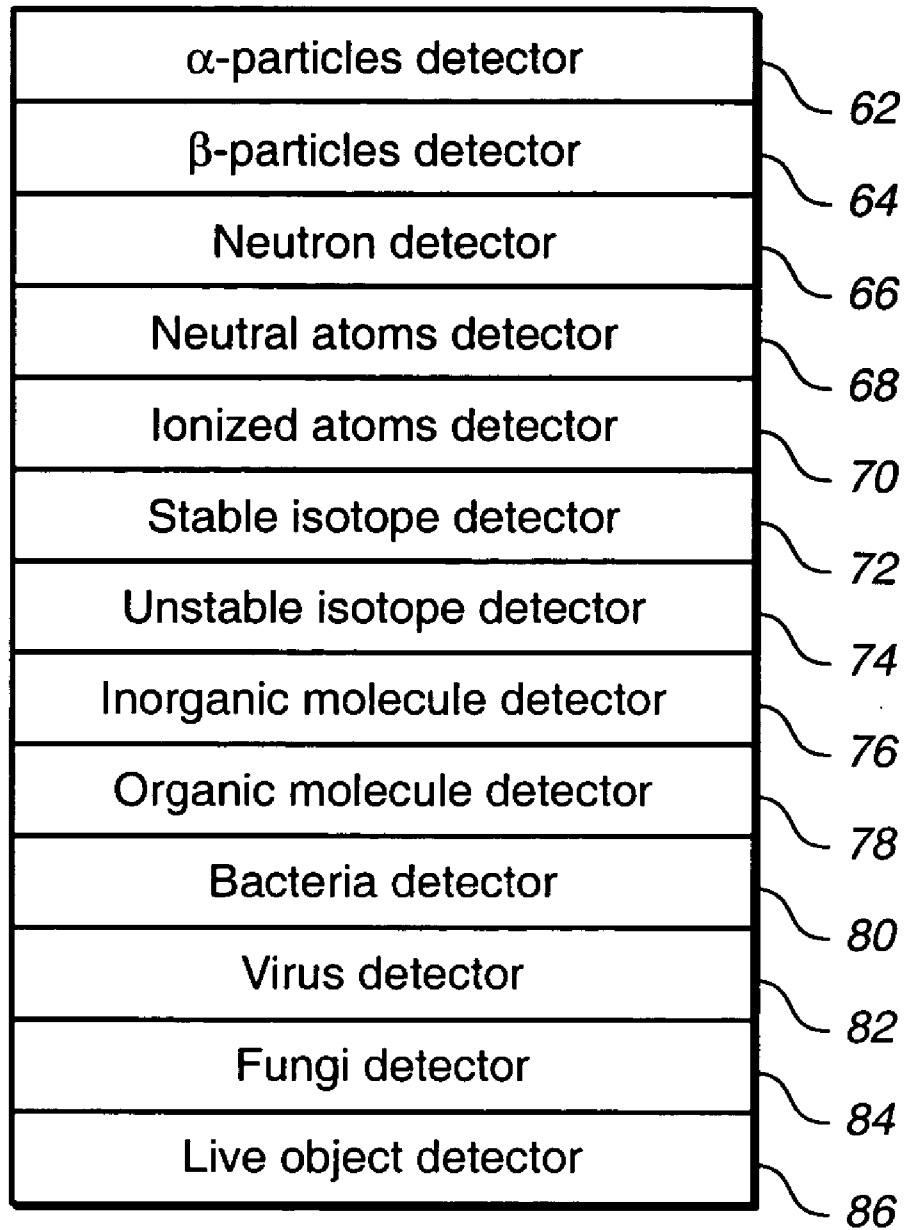 α-particles detector
62
β-particles detector
64
Neutron detector
66
Neutral atoms detector
68
Ionized atoms detector
70
Stable isotope detector
72
Unstable isotope detector
74
Inorganic molecule detector
76
Organic molecule detector
78
Bacteria detector
80
Virus detector
82
Fungi detector
84
Live object detector
86